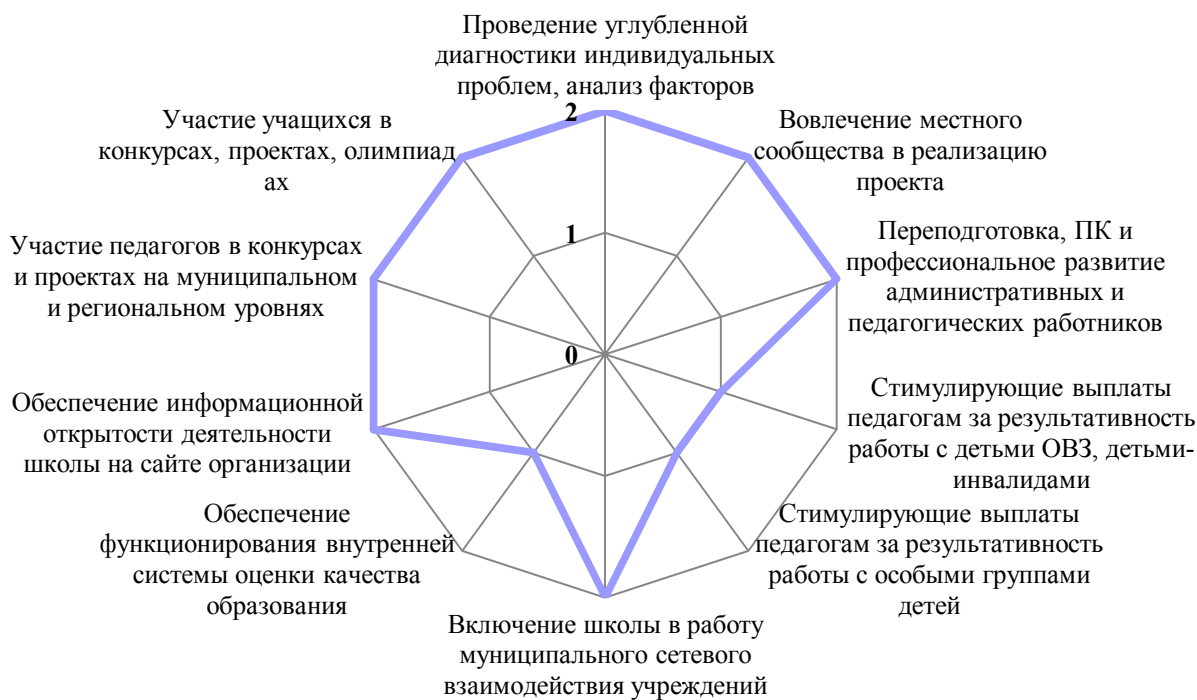 Проведение углубленной
диагностики индивидуальных
проблем, анализ факторов
2
Вовлечение местного
сообщества в реализацию
проекта
Переподготовка, ПК и
профессиональное развитие
административных и
педагогических работников
Стимулирующие выплаты
педагогам за результативность
работы с детьми ОВЗ, детьми-
инвалидами
Стимулирующие выплаты
педагогам за результативность
работы с особыми группами
детей
Включение школы в работу
муниципального сетевого
взаимодействия учреждений
Обеспечение
функционирования внутренней
системы оценки качества
образования
Обеспечение информационной
открытости деятельности
школы на сайте организации
Участие педагогов в конкурсах
и проектах на муниципальном
и региональном уровнях
Участие учащихся в
конкурсах, проектах, олимпиад
ах
1
0